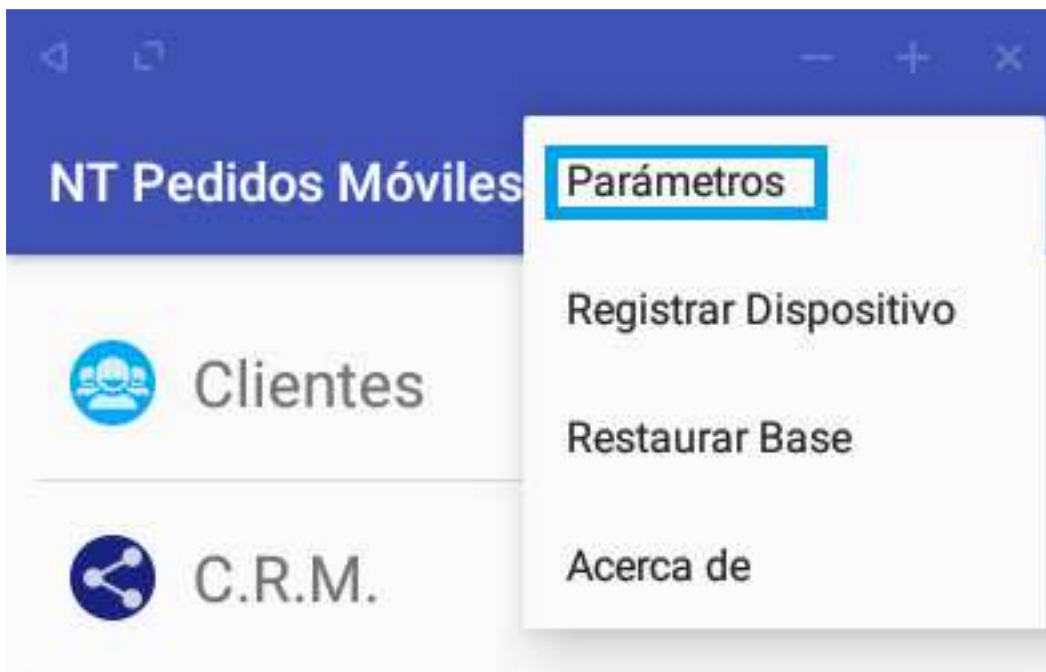 NT Pedidos Móviles
Parámetros
Registrar Dispositivo
Clientes
Restaurar Base
C.R.M.
Acerca de